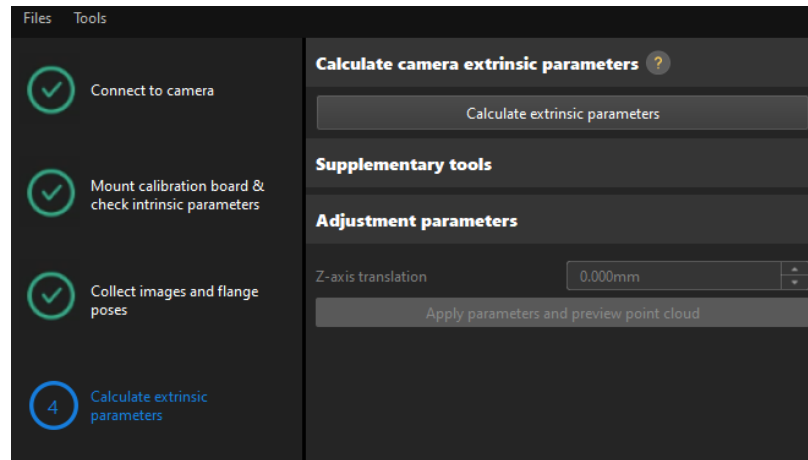 Files Tools
Connect to camera
Mount calibration board &
check intrinsic parameters
Collect images and flange
poses
4
Calculate extrinsic
parameters
Calculate camera extrinsic parameters ?
Calculate extrinsic parameters
Supplementary tools
Adjustment parameters
Z-axis translation 0.000mm
Apply parameters and preview point cloud